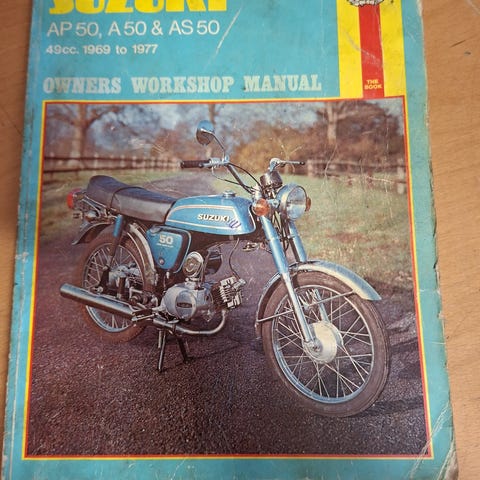 SUZUKI
AP 50, A 50 & AS 50
49cc. 1969 to 1977
OWNERS WORKSHOP MANUAL
THE
BOOK
SUZUKI
50